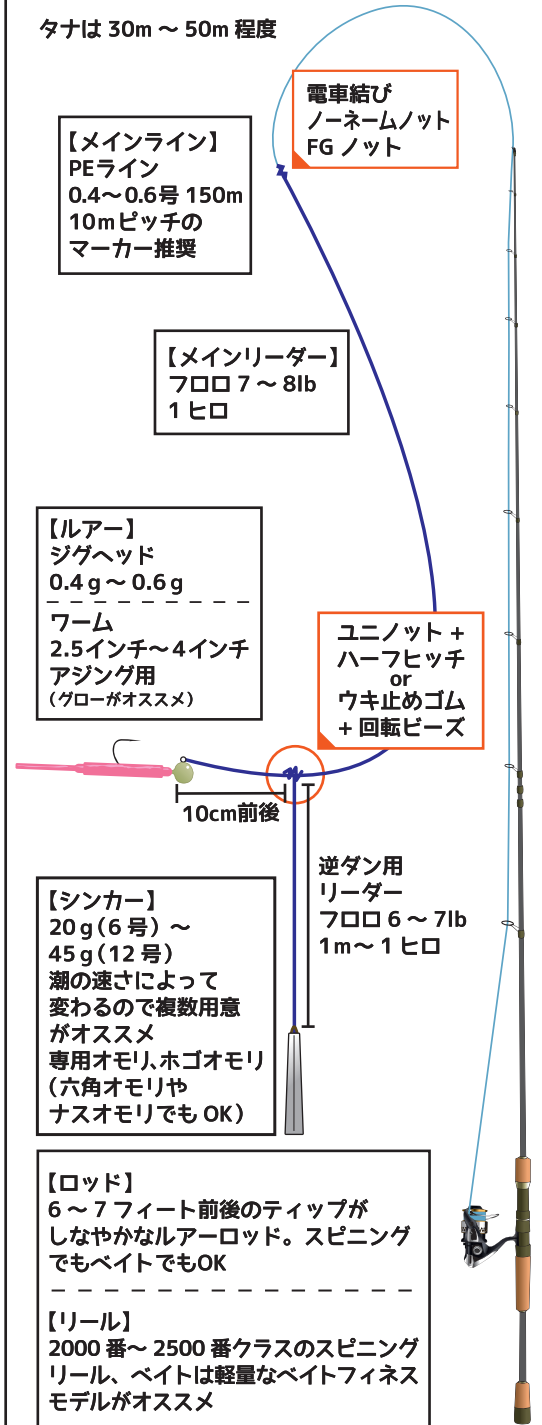 タナは 30m ～ 50m 程度
電車結び
ノーネームノット
FG ノット
【メインライン】
PEライン
0.4～0.6号 150m
10mピッチの
マーカー推奨
【メインリーダー】
フロロ 7 ～ 8lb
1 ヒロ
【ルアー】
ジグヘッド
0.4 g ～ 0.6 g
ワーム
2.5インチ～4インチ
アジング用
（グローがオススメ）
ユニノット +
ハーフヒッチ
or
ウキ止めゴム
+ 回転ビーズ
10cm前後
逆ダン用
リーダー
フロロ 6 ～ 7lb
1m～ 1 ヒロ
【シンカー】
20 g（6 号）～
45 g（12 号）
潮の速さによって
変わるので複数用意
がオススメ
専用オモリ、ホゴオモリ
（六角オモリや
ナスオモリでも OK）
【ロッド】
6 ～ 7 フィート前後のティップが
しなやかなルアーロッド。スピニング
でもベイトでもOK
【リール】
2000 番～ 2500 番クラスのスピニング
リール、ベイトは軽量なベイトフィネス
モデルがオススメ